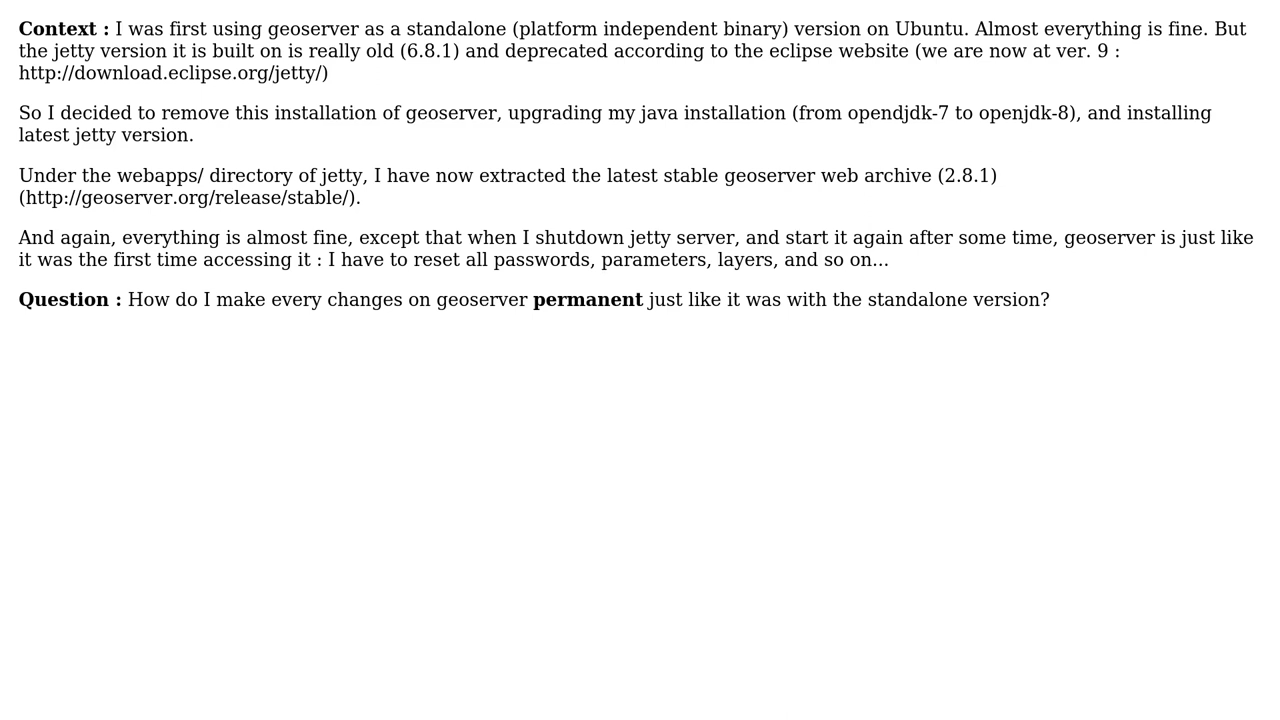 Context : I was first using geoserver as a standalone (platform independent binary) version on Ubuntu. Almost everything is fine. But
the jetty version it is built on is really old (6.8.1) and deprecated according to the eclipse website (we are now at ver. 9 :
http://download.eclipse.org/jetty/)
So I decided to remove this installation of geoserver, upgrading my java installation (from opendjdk-7 to openjdk-8), and installing
latest jetty version.
Under the webapps/ directory of jetty, I have now extracted the latest stable geoserver web archive (2.8.1)
(http://geoserver.org/release/stable/).
And again, everything is almost fine, except that when I shutdown jetty server, and start it again after some time, geoserver is just like
it was the first time accessing it : I have to reset all passwords, parameters, layers, and so on...
Question : How do I make every changes on geoserver permanent just like it was with the standalone version?